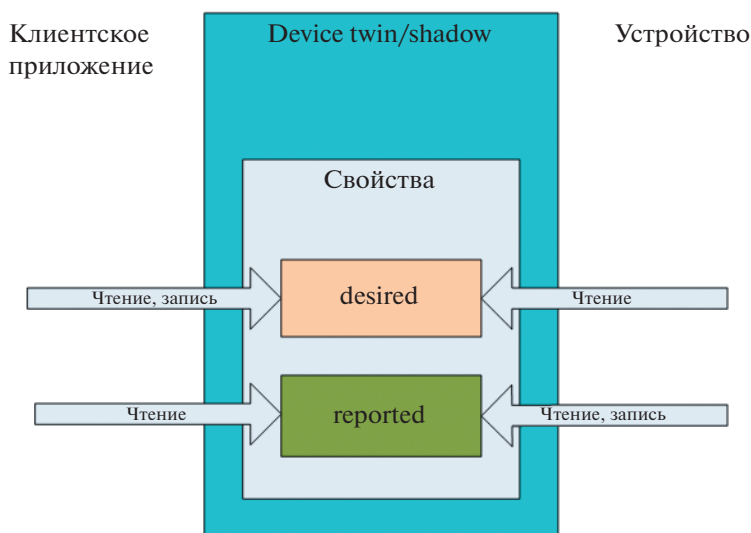 Клиентское
приложение
Device twin/shadow
Устройство
Свойства
Чтение, запись
desired
Чтение
Чтение
reported
Чтение, запись